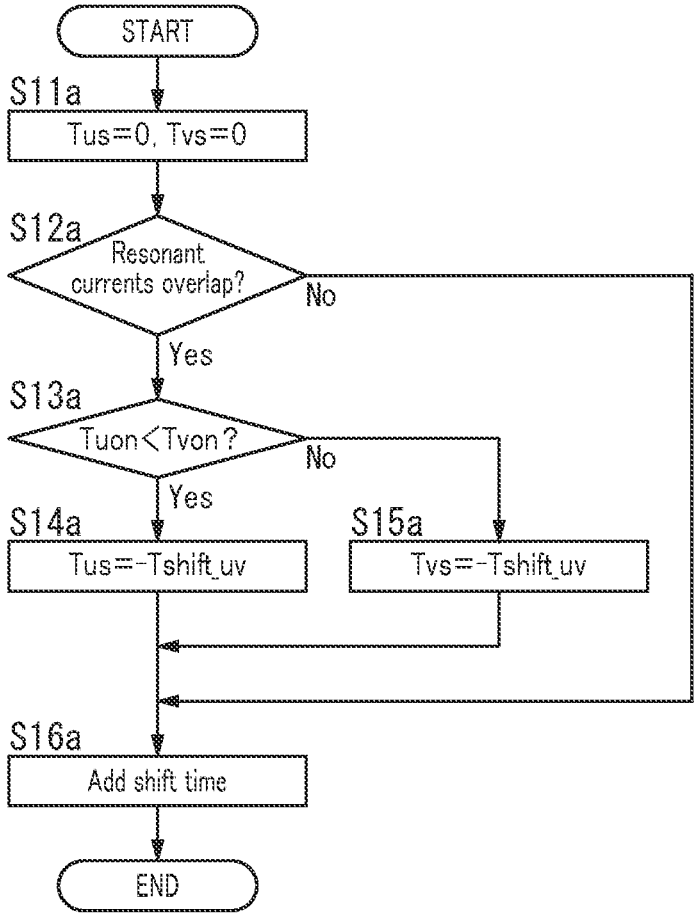 START
S11a
Tus=0, Tvs=0
S12a
Resonant
currents overlap?
No
Yes
S13a
Tuon<Tvon?
No
Yes
S14a
Tus=-Tshift_uv
S15a
Tvs=-Tshift_uv
S16a
Add shift time
END